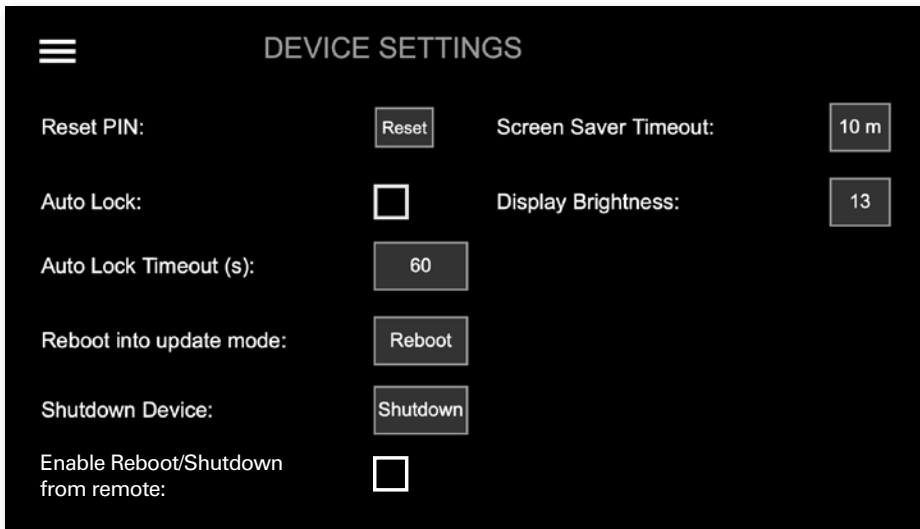 DEVICE SETTINGS
Reset PIN: Reset Screen Saver Timeout: 10 m
Auto Lock: Display Brightness: 13
Auto Lock Timeout (s): 60
Reboot into update mode: Reboot
Shutdown Device: Shutdown
Enable Reboot/Shutdown
from remote: